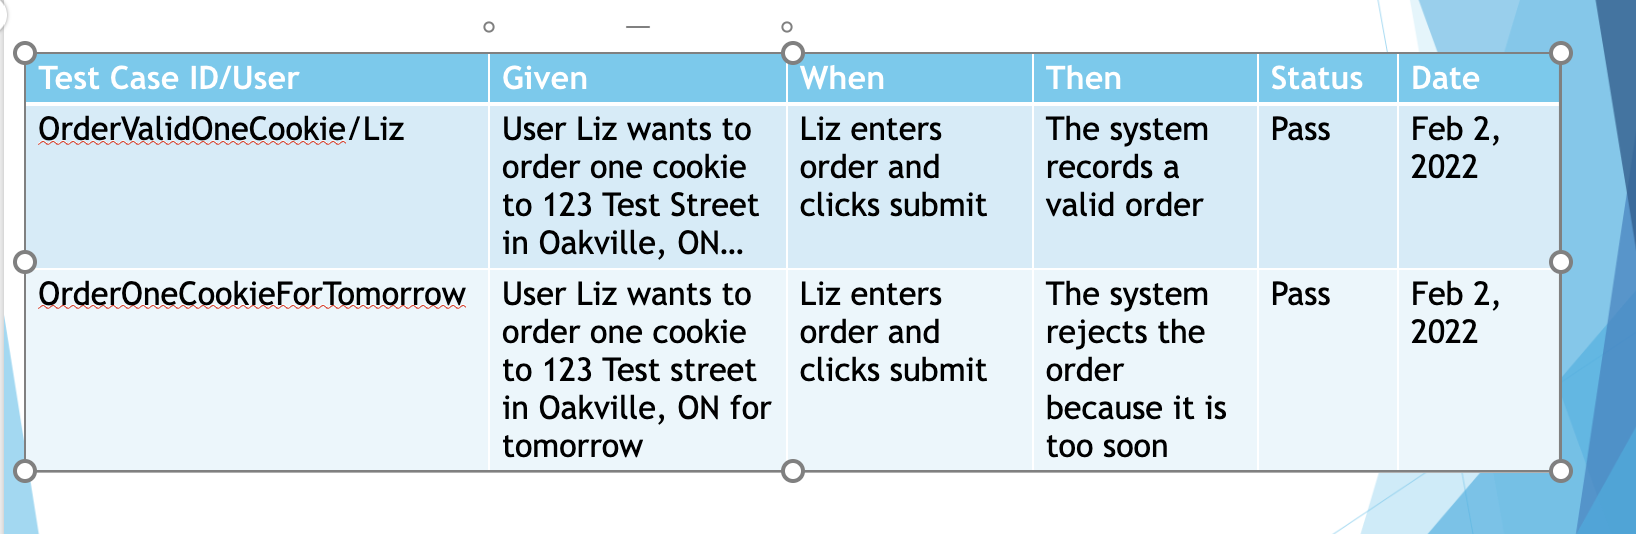 Test Case ID/User Given When Then Status Date
OrderValidOneCookie/Liz
User Liz wants to
order one cookie
to 123 Test Street
in Oakville, ON…
Liz enters
order and
clicks submit
The system
records a
valid order
Pass
Feb 2,
2022
OrderOneCookieForTomorrow
User Liz wants to
order one cookie
to 123 Test street
in Oakville, ON for
tomorrow
Liz enters
order and
clicks submit
The system
rejects the
order
because it is
too soon
Pass
Feb 2,
2022